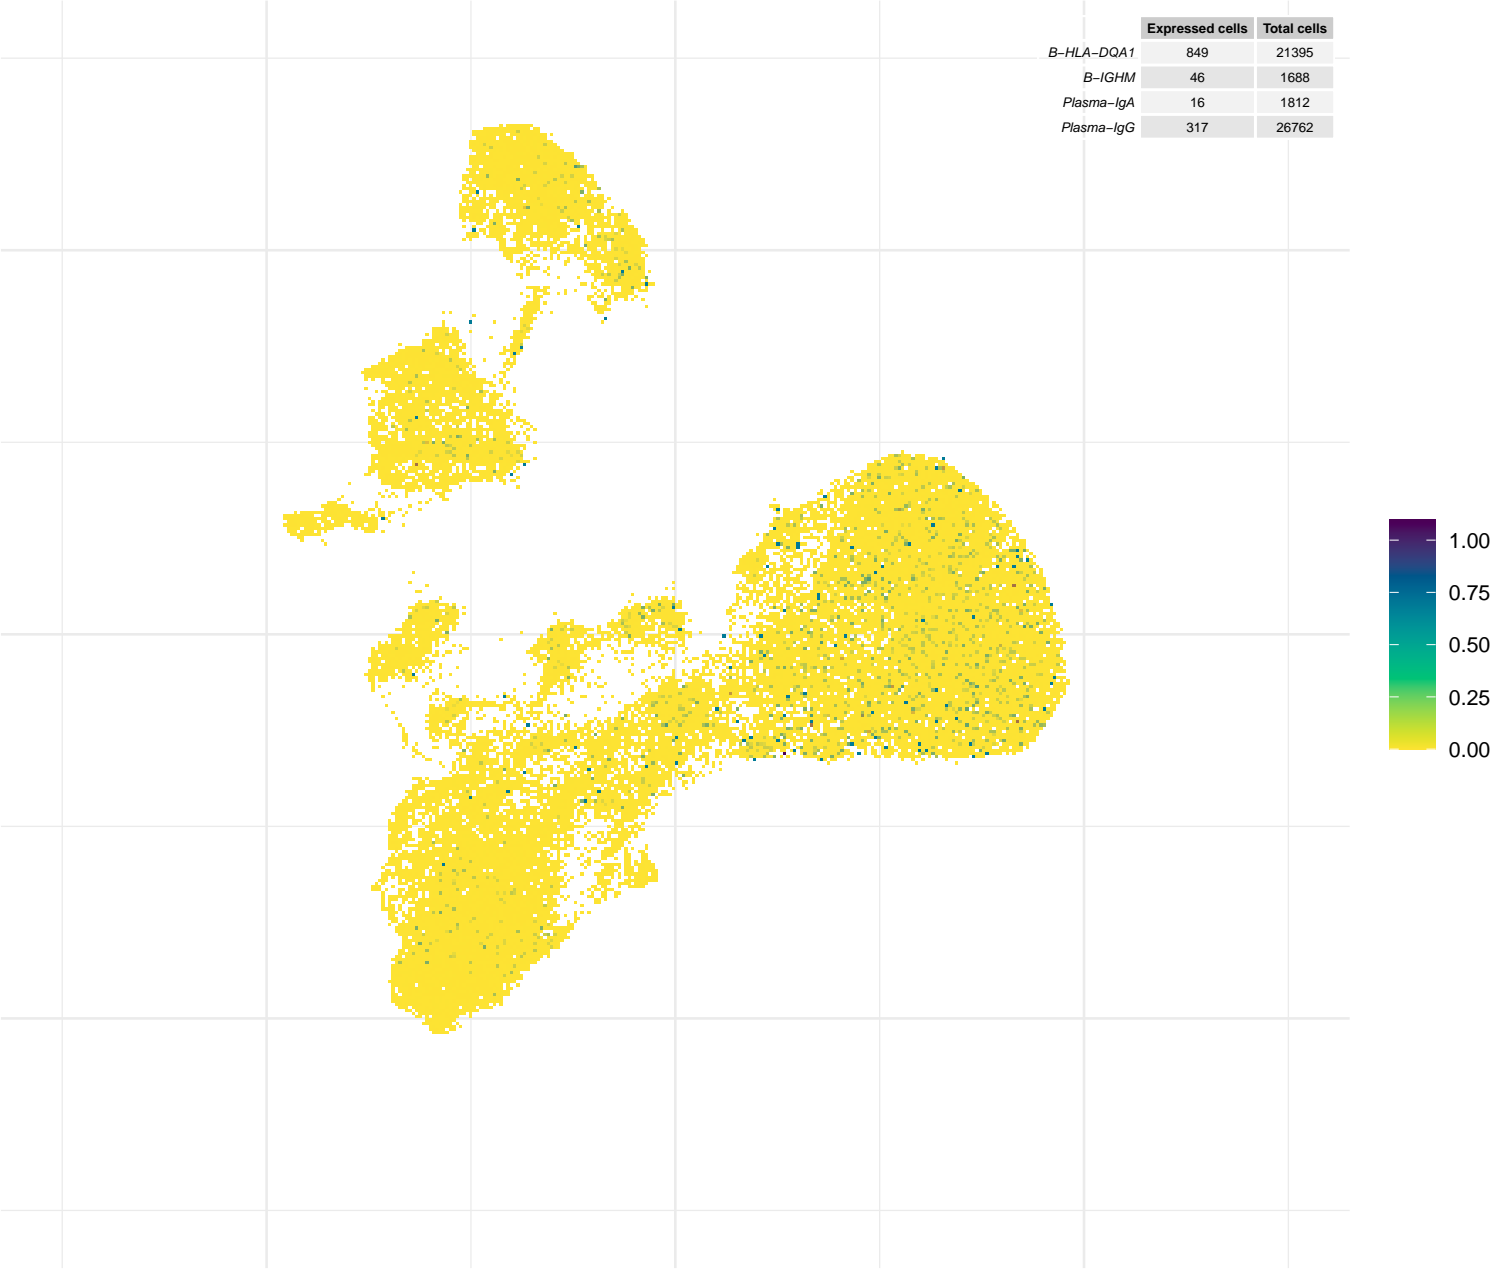 Expressed cells Total cells
B−HLA−DQA1 849 21395
B−IGHM 46 1688
Plasma−IgA 16 1812
Plasma−IgG 317 26762
1.00
0.75
0.50
0.25
0.00